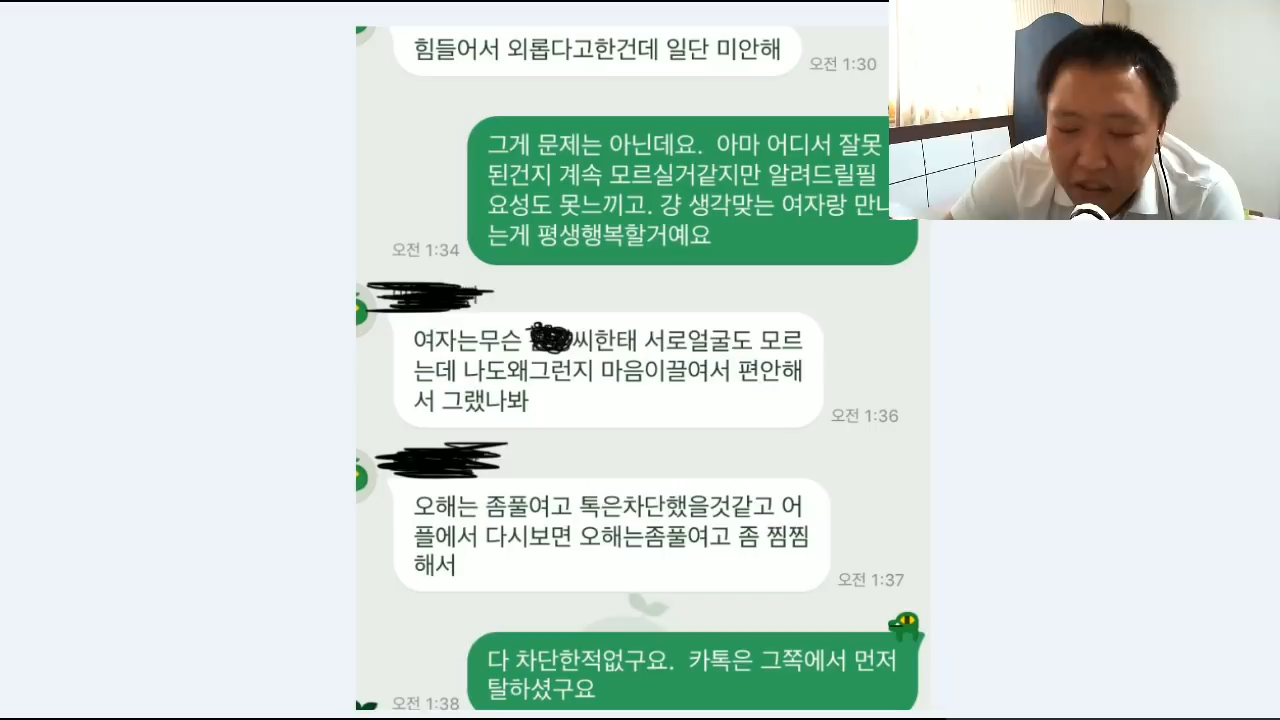 힘들어서 외롭다고한건데 일단 미안해
오전 1:30
그게 문제는 아닌데요. 아마 어디서 잘못
된건지 계속 모르실거같지만 알려드릴필
요성도 못느끼고. 걍 생각맞는 여자랑 만나
는게 평생행복할거예요
오전 1:34
여자는무슨 씨한태 서로얼굴도 모르
는데 나도왜그런지 마음이끌여서 편안해
서 그랬나봐
오전 1:36
오해는 좀풀여고 톡은차단했을것같고 어
플에서 다시보면 오해는좀풀여고 좀 찜찜
해서
오전 1:37
다 차단한적없구요. 카톡은 그쪽에서 먼저
탈하셨구요
오전 1:38